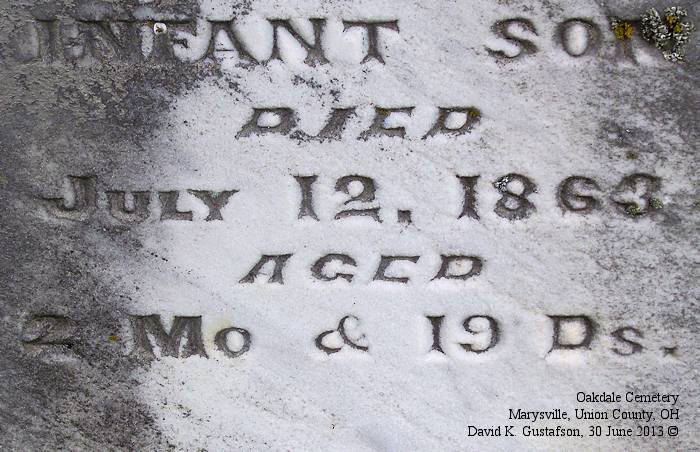 INFANT SON
DIED
JULY 12, 1863
AGED
2 MO & 19 DS.
Oakdale Cemetery
Marysville, Union County, OH
David K. Gustafson, 30 June 2013 ©